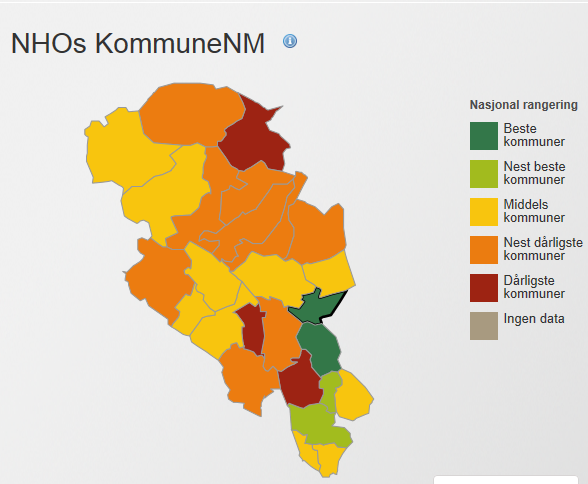 NHOs KommuneNM
Nasjonal rangering
Beste
kommuner
Nest beste
kommuner
Middels
kommuner
Nest dårligste
kommuner
Dårligste
kommuner
Ingen data